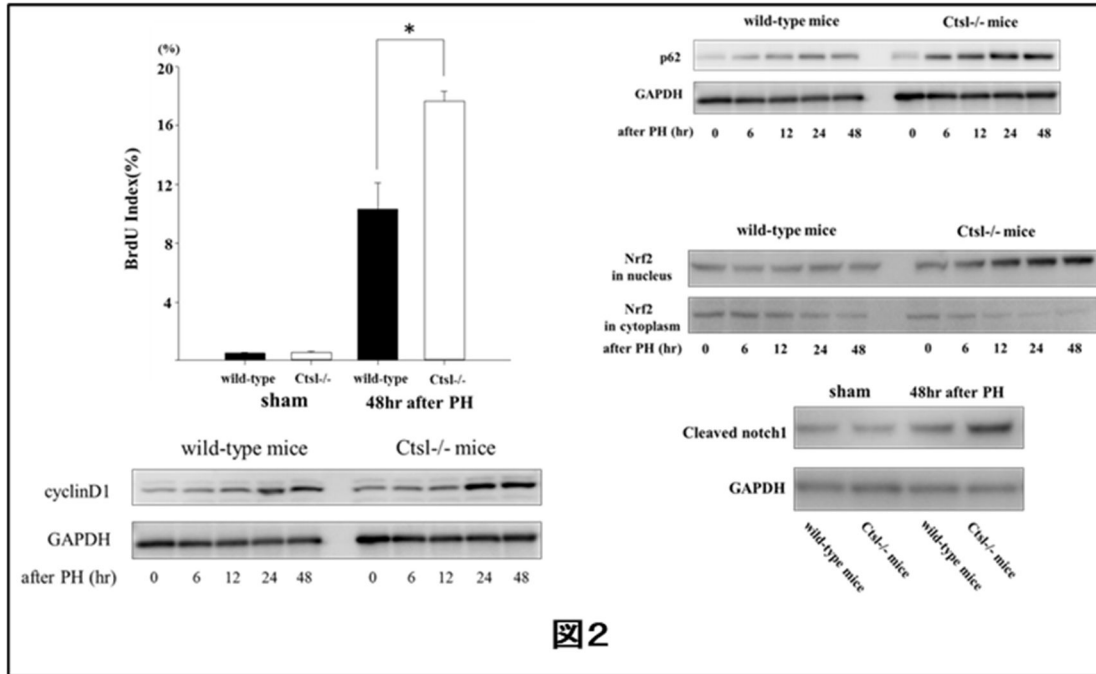 (%)
20
16
12
8
4
BrdU Index(%)
*
wild-type Ctsl-/- wild-type Ctsl-/-
sham 48hr after PH
wild-type mice Ctsl-/- mice
cyclinD1
GAPDH
after PH (hr) 0 6 12 24 48 0 6 12 24 48
wild-type mice Ctsl-/- mice
p62
GAPDH
after PH (hr) 0 6 12 24 48 0 6 12 24 48
wild-type mice Ctsl-/- mice
Nrf2
in nucleus
Nrf2
in cytoplasm
after PH (hr) 0 6 12 24 48 0 6 12 24 48
sham 48hr after PH
Cleaved notch1
GAPDH
wild-type mice Ctsl-/- mice wild-type mice Ctsl-/- mice
図2